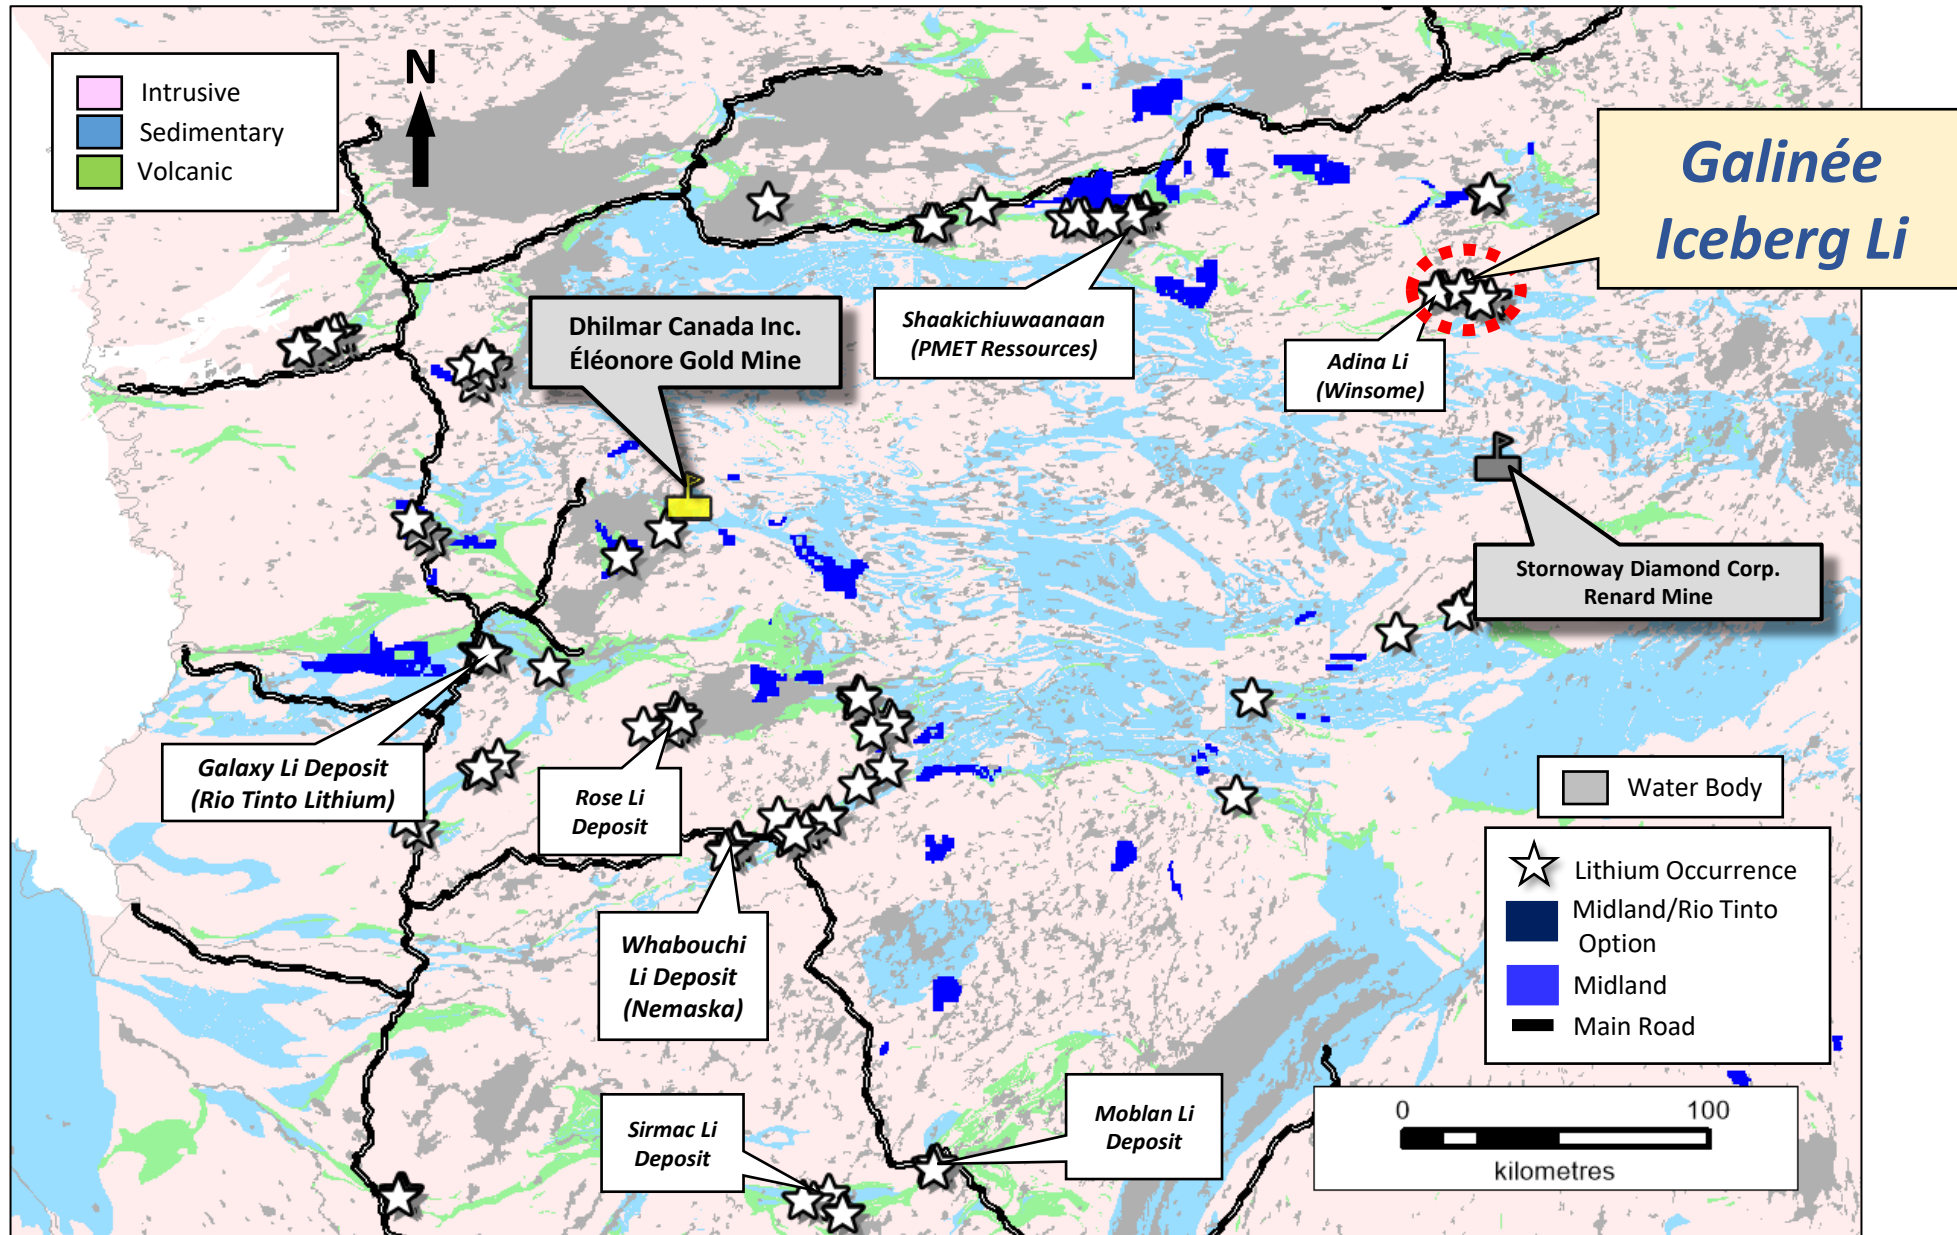 Intrusive
Sedimentary
Volcanic
N
Galinée
Iceberg Li
Dhilmar Canada Inc.
Éléonore Gold Mine
Shaakichiuwaanaan
(PMET Ressources)
Adina Li
(Winsome)
Stornoway Diamond Corp.
Renard Mine
Galaxy Li Deposit
(Rio Tinto Lithium)
Rose Li
Deposit
Whabouchi
Li Deposit
(Nemaska)
Sirmac Li
Deposit
Moblan Li
Deposit
Water Body
Lithium Occurrence
Midland/Rio Tinto
Option
Midland
Main Road
0 100
kilometres